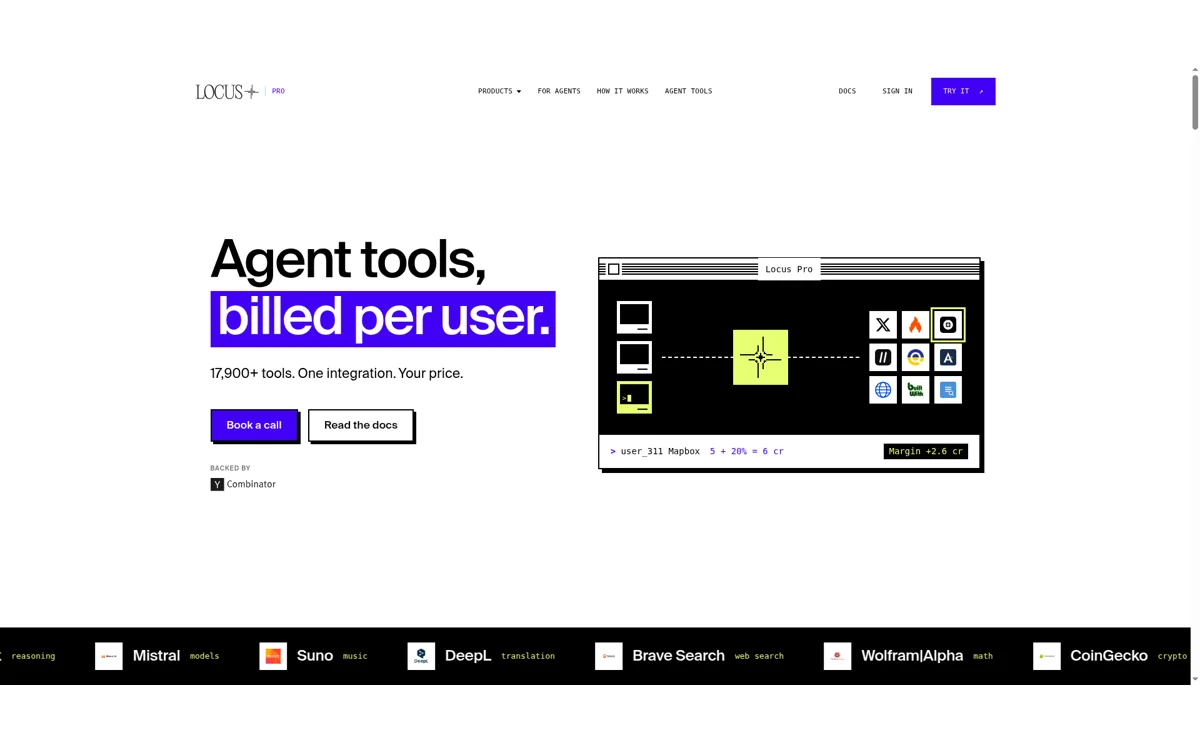 LOCUS PRO
PRODUCTS ▾ FOR AGENTS HOW IT WORKS AGENT TOOLS
DOCS SIGN IN TRY IT ↗
Agent tools,
billed per user.
17,900+ tools. One integration. Your price.
Book a call Read the docs
BACKED BY
Y Combinator
Locus Pro
> user_311 Mapbox 5 + 20% = 6 cr Margin +2.6 cr
reasoning Mistral models Suno music DeepL translation Brave Search web search Wolfram|Alpha math CoinGecko crypto